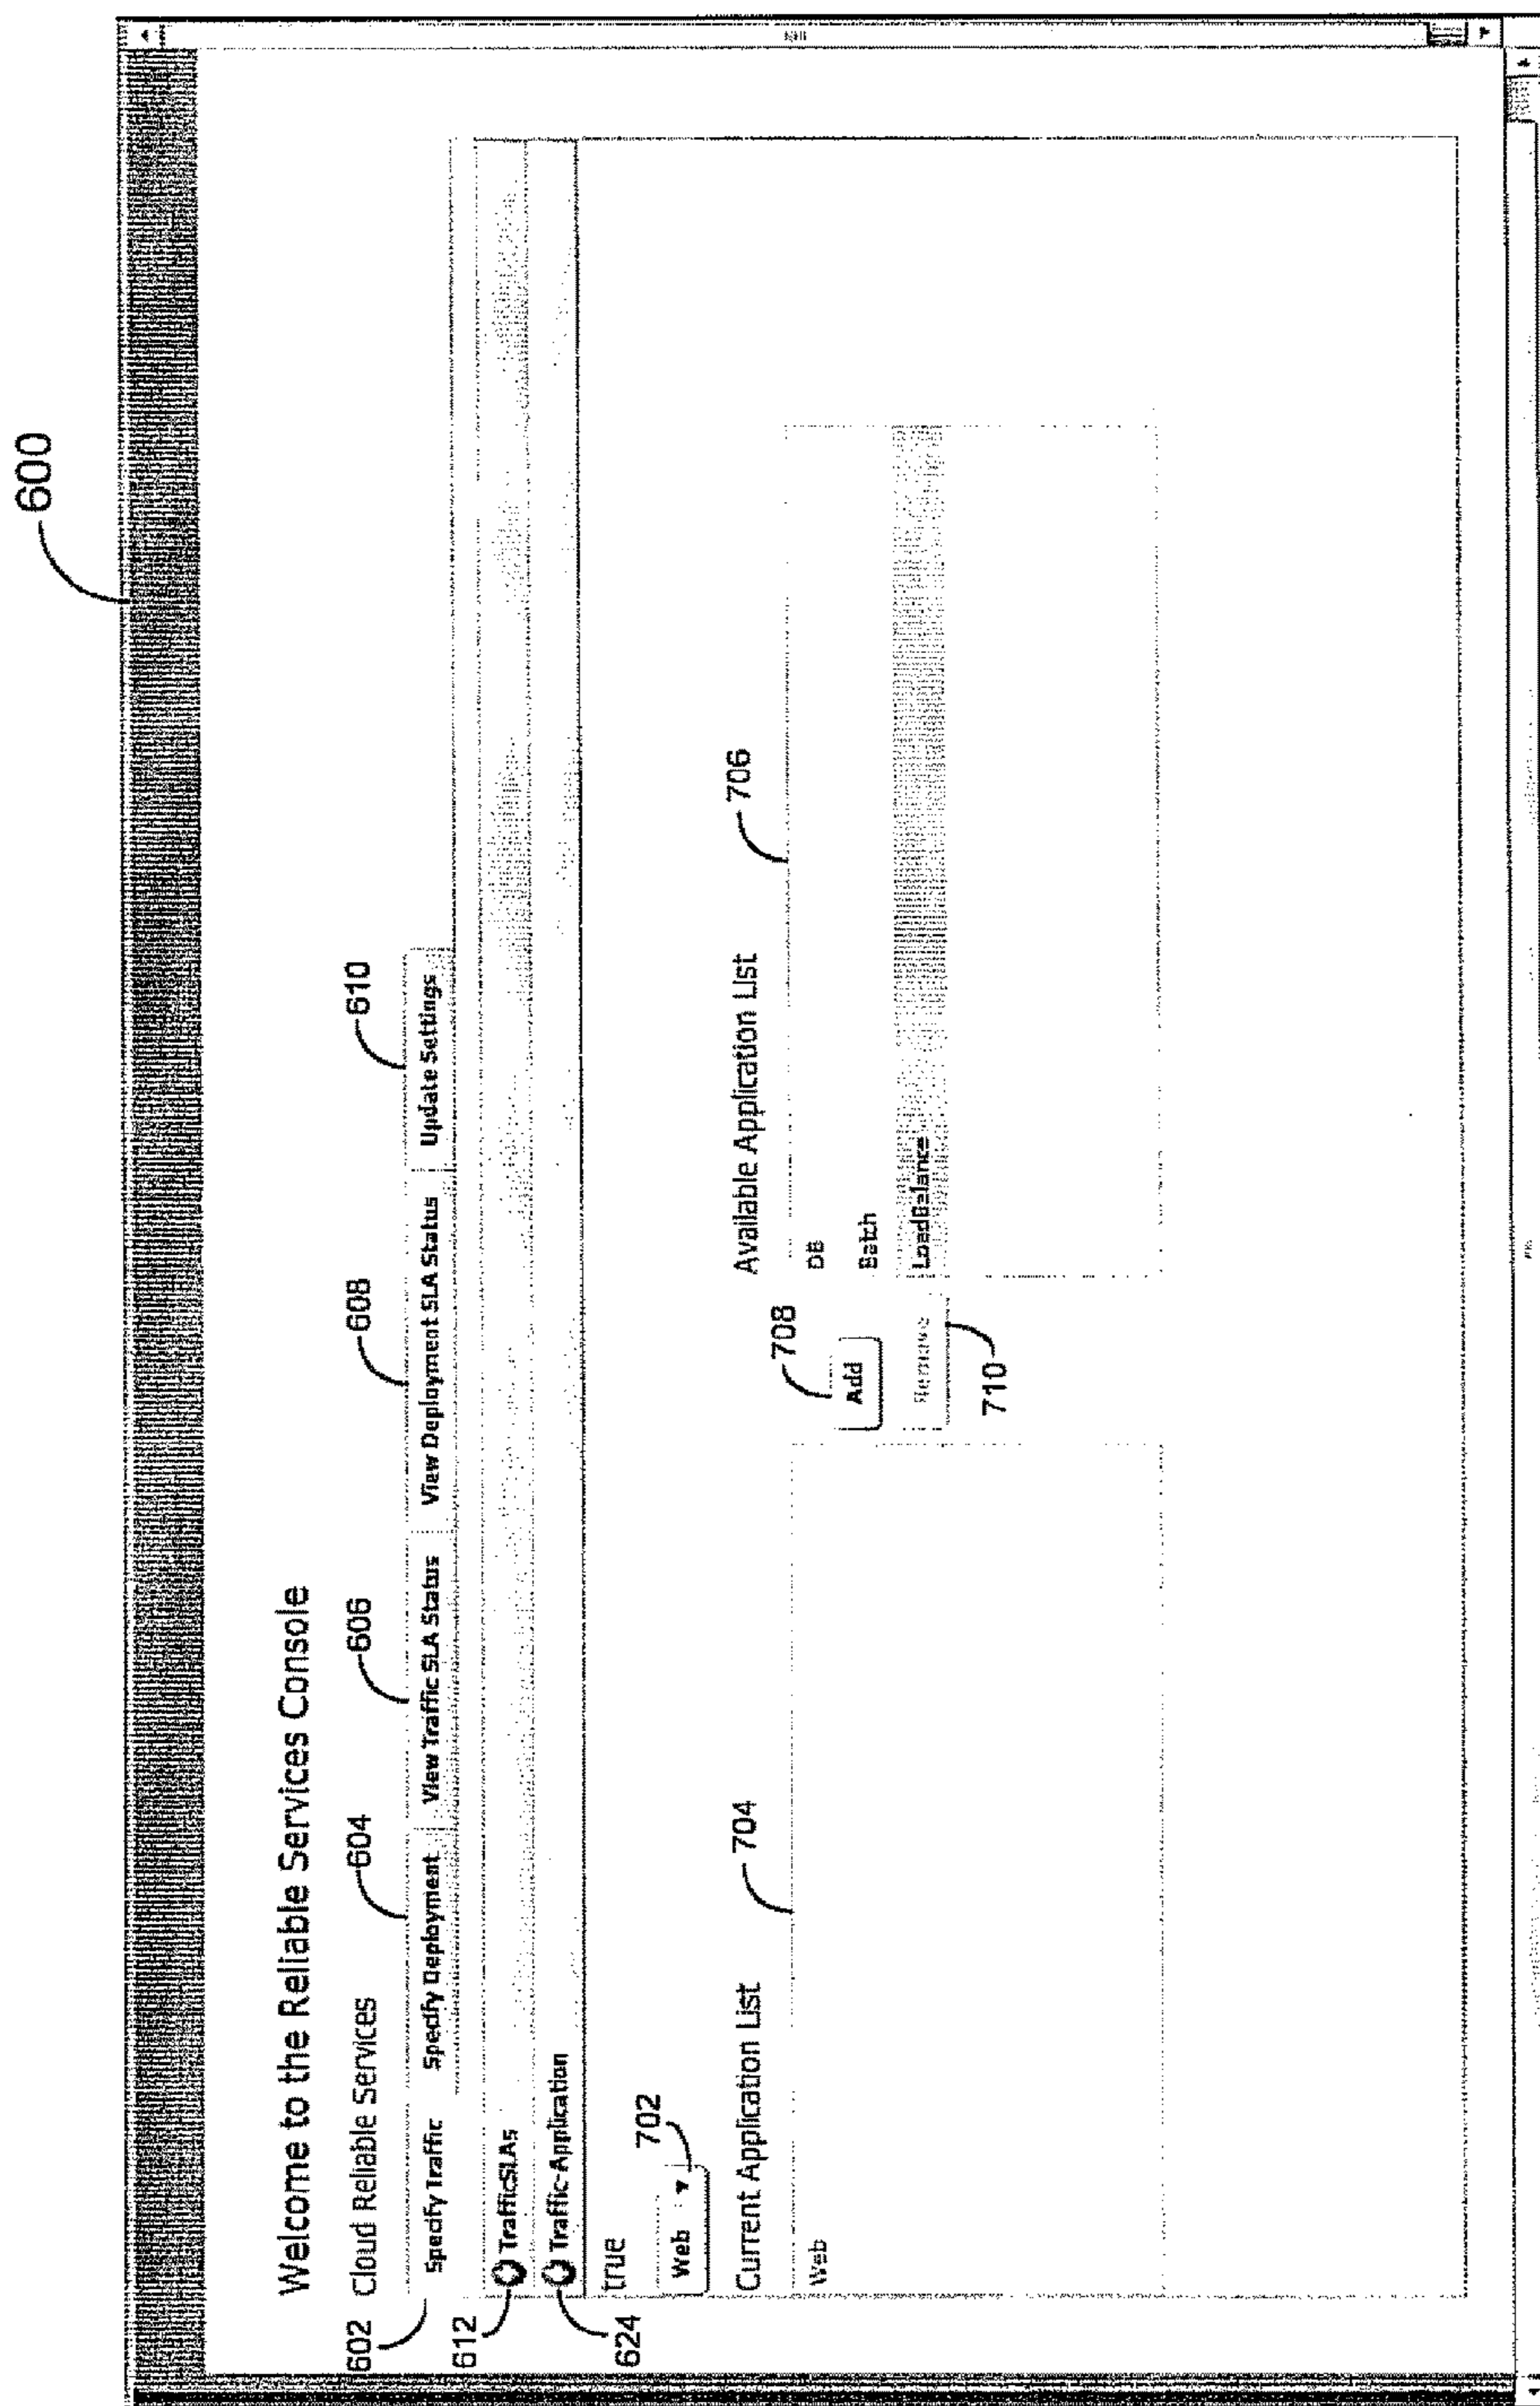 600
Welcome to the Reliable Services Console
Cloud Reliable Services
602
604
606
608
610
Specify Traffic
Specify Deployment
View Traffic SLA Status
View Deployment SLA Status
Update Settings
612
TrafficSLAs
624
Traffic-Application
true
Web
702
Current Application List
704
Web
708
Add
Remove
710
Available Application List
706
DB
Batch
LoadBalance